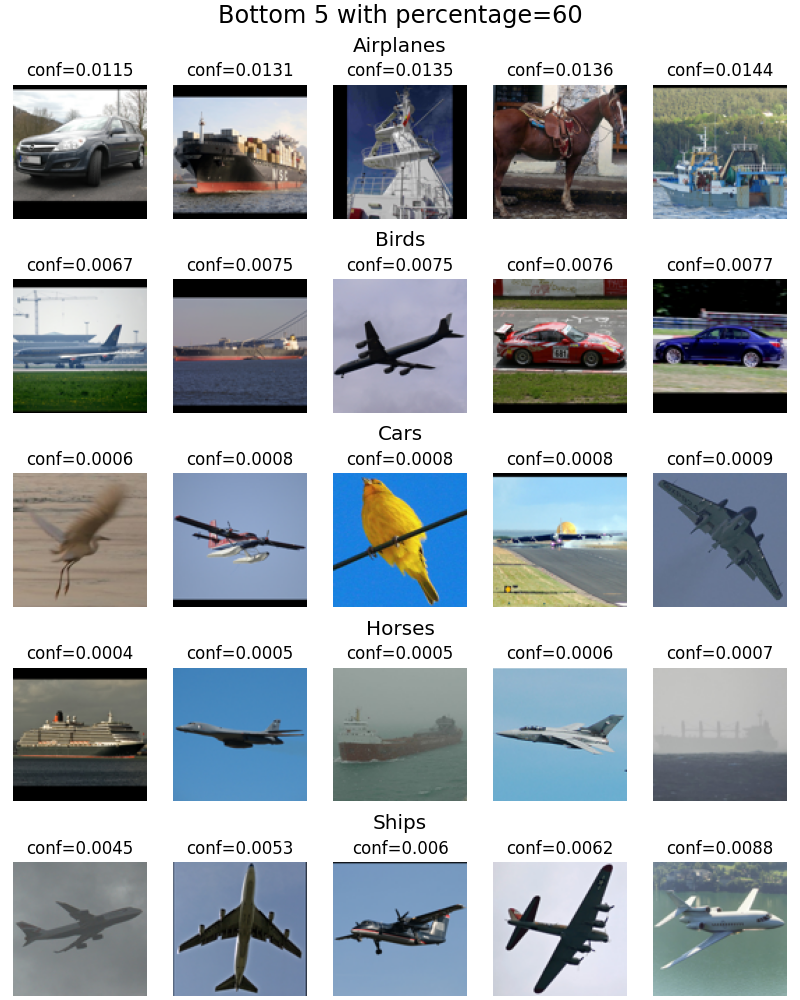 Bottom 5 with percentage=60
Airplanes
conf=0.0115 conf=0.0131 conf=0.0135 conf=0.0136 conf=0.0144
MSC
Birds
conf=0.0067 conf=0.0075 conf=0.0075 conf=0.0076 conf=0.0077
681
Cars
conf=0.0006 conf=0.0008 conf=0.0008 conf=0.0008 conf=0.0009
Horses
conf=0.0004 conf=0.0005 conf=0.0005 conf=0.0006 conf=0.0007
Ships
conf=0.0045 conf=0.0053 conf=0.006 conf=0.0062 conf=0.0088